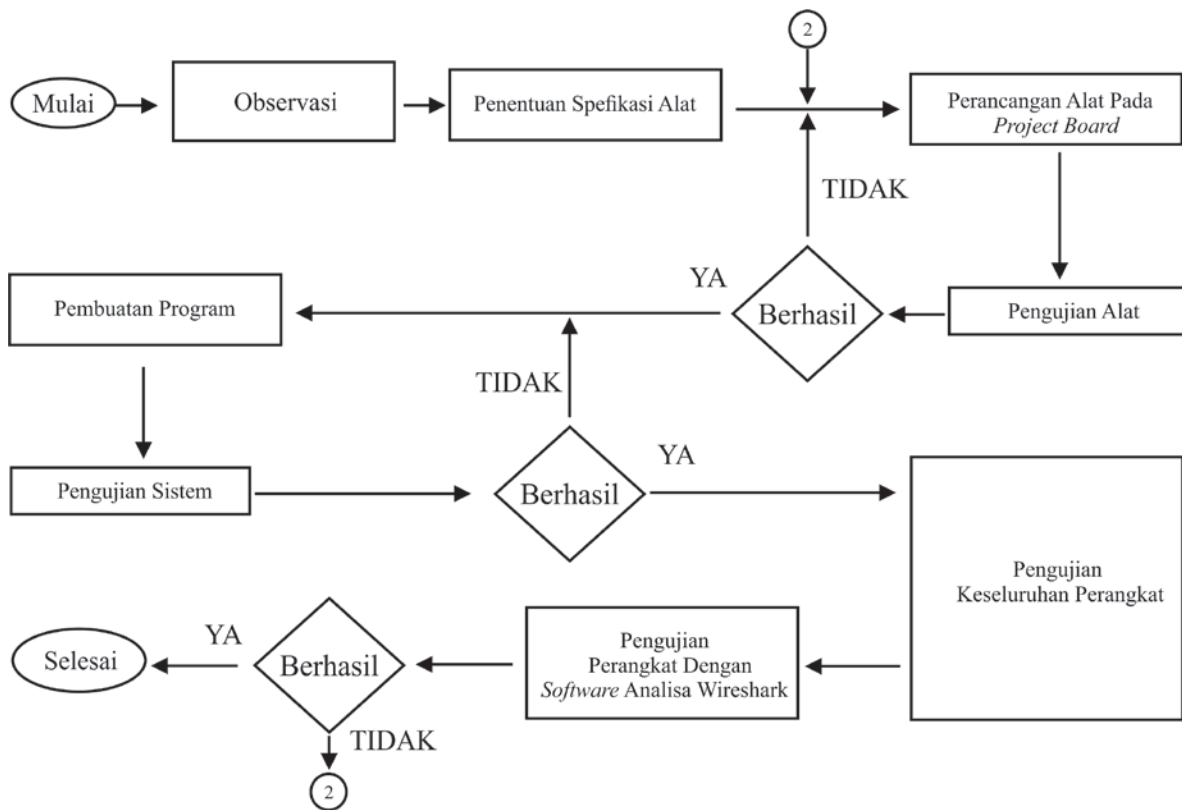 2
Mulai
Observasi
Penentuan Spefikasi Alat
Perancangan Alat Pada
Project Board
TIDAK
YA
Berhasil
Pengujian Alat
Pembuatan Program
TIDAK
Pengujian Sistem
Berhasil
YA
Pengujian
Keseluruhan Perangkat
Pengujian
Perangkat Dengan
Software Analisa Wireshark
Berhasil
YA
Selesai
TIDAK
2